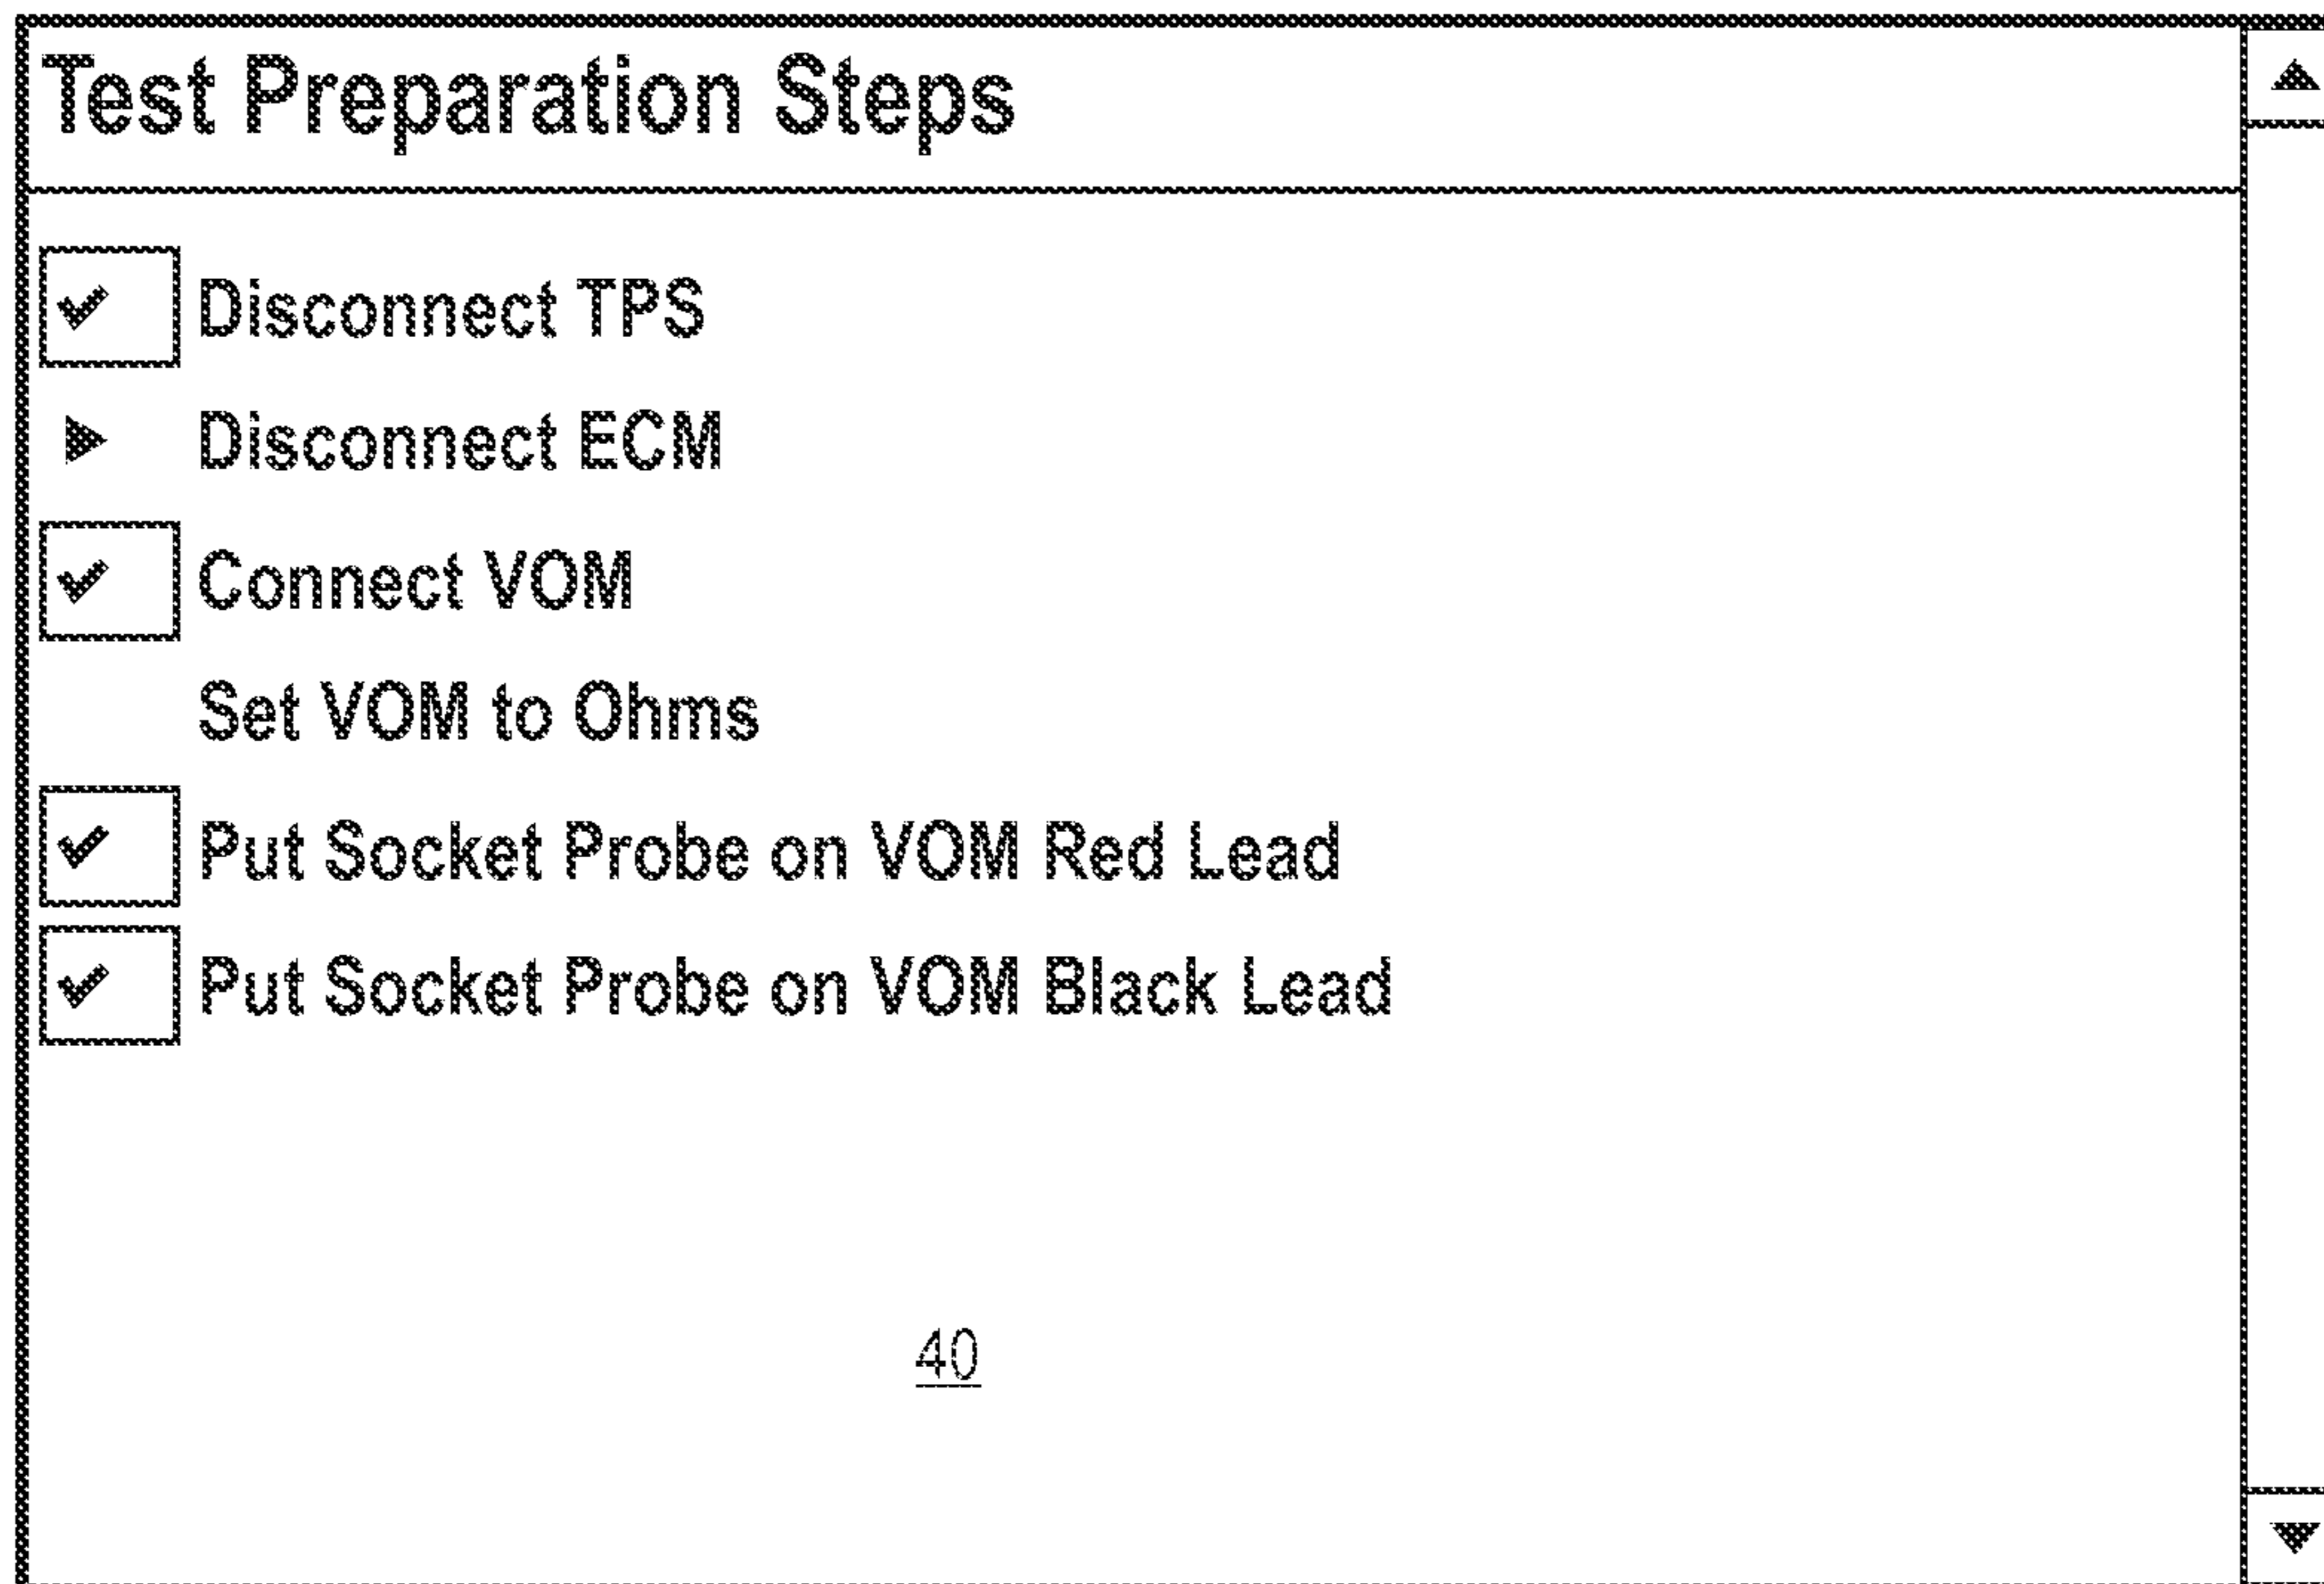 Test Preparation Steps
Disconnect TPS
Disconnect ECM
Connect VOM
Set VOM to Ohms
Put Socket Probe on VOM Red Lead
Put Socket Probe on VOM Black Lead
40